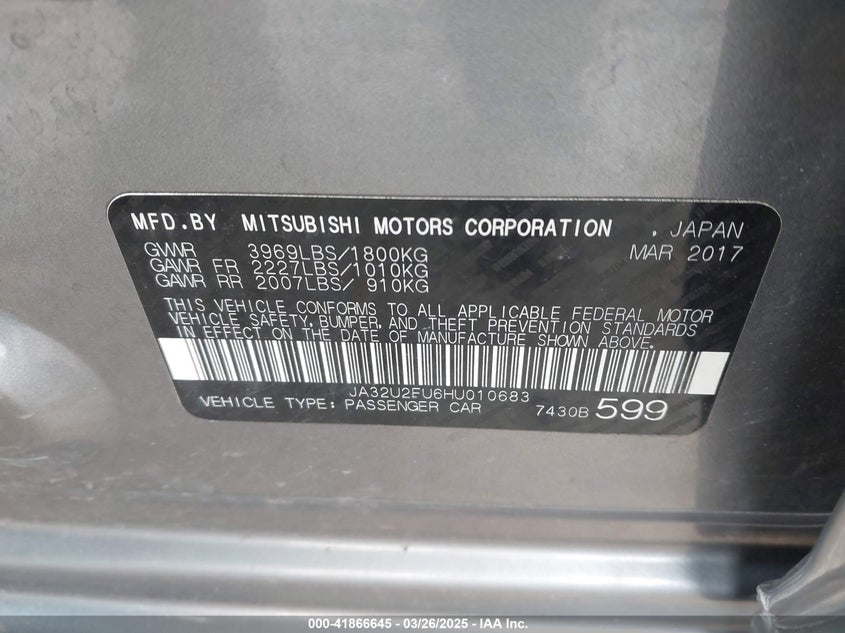 MFD.BY MITSUBISHI MOTORS CORPORATION , JAPAN
GVWR 3969LBS/1800KG MAR 2017
GAWR FR 2227LBS/1010KG
GAWR RR 2007LBS/ 910KG
THIS VEHICLE CONFORMS TO ALL APPLICABLE FEDERAL MOTOR
VEHICLE SAFETY, BUMPER, AND THEFT PREVENTION STANDARDS
IN EFFECT ON THE DATE OF MANUFACTURE SHOWN ABOVE.
JA32U2FU6HU010683
VEHICLE TYPE: PASSENGER CAR 7430B 599
000-41866645 - 03/26/2025 - IAA Inc.